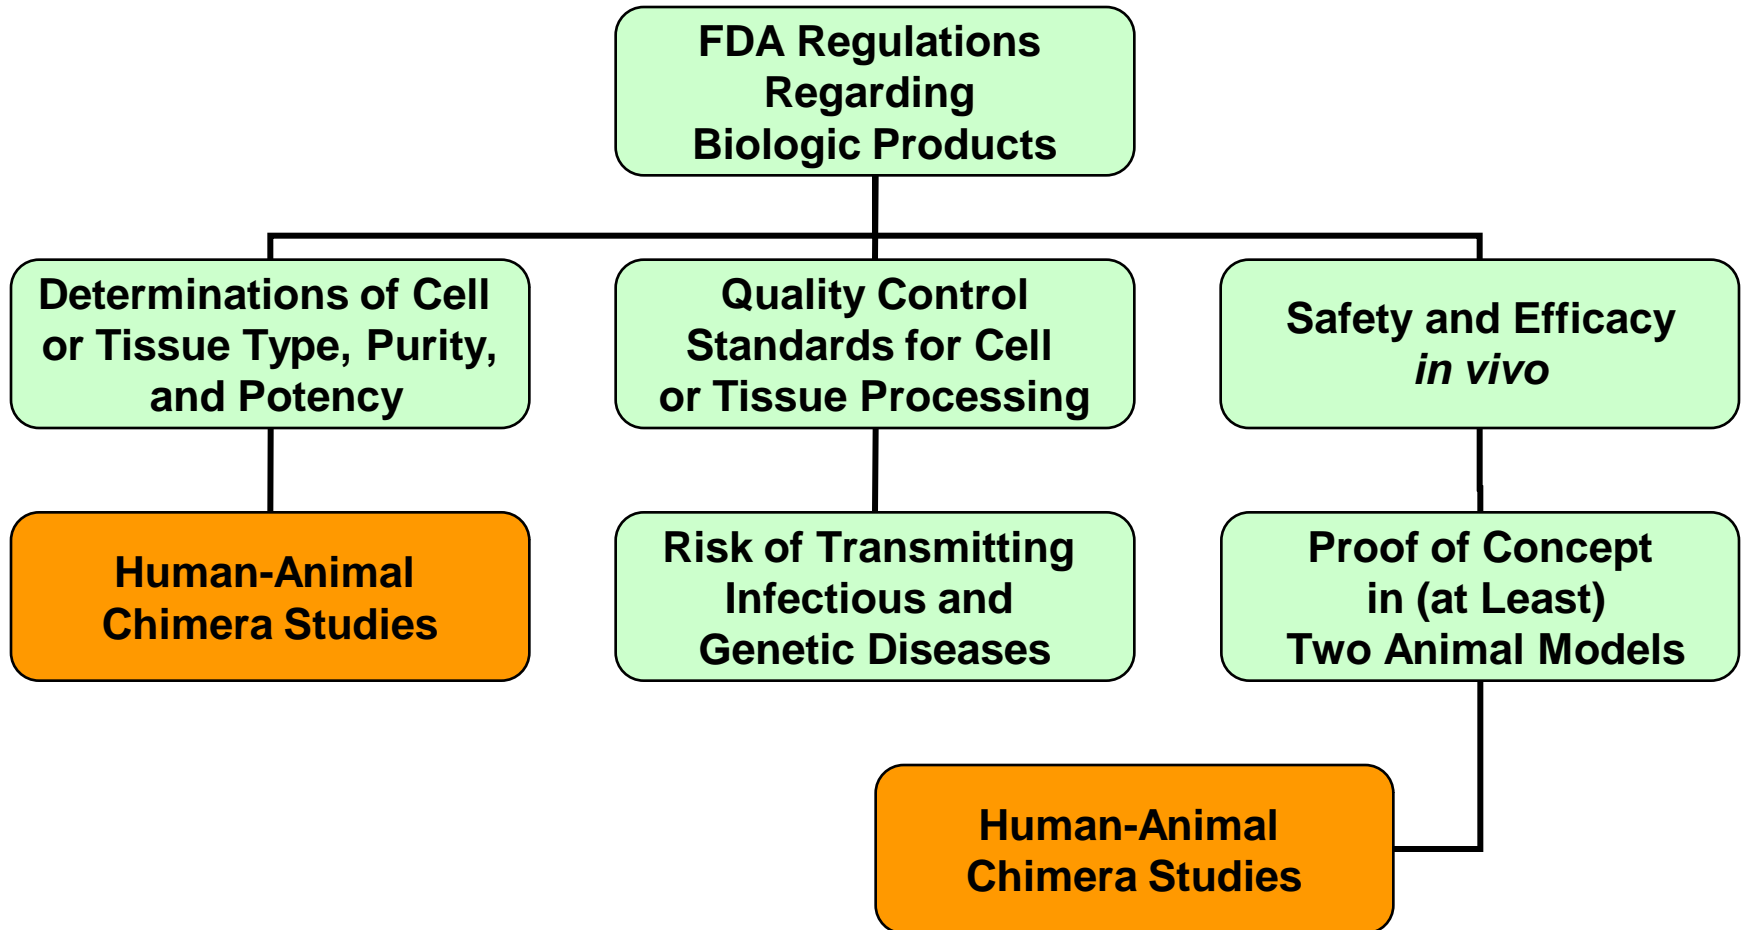 FDA Regulations
Regarding
Biologic Products
Determinations of Cell
or Tissue Type, Purity,
and Potency
Quality Control
Standards for Cell
or Tissue Processing
Safety and Efficacy
in vivo
Human-Animal
Chimera Studies
Risk of Transmitting
Infectious and
Genetic Diseases
Proof of Concept
in (at Least)
Two Animal Models
Human-Animal
Chimera Studies